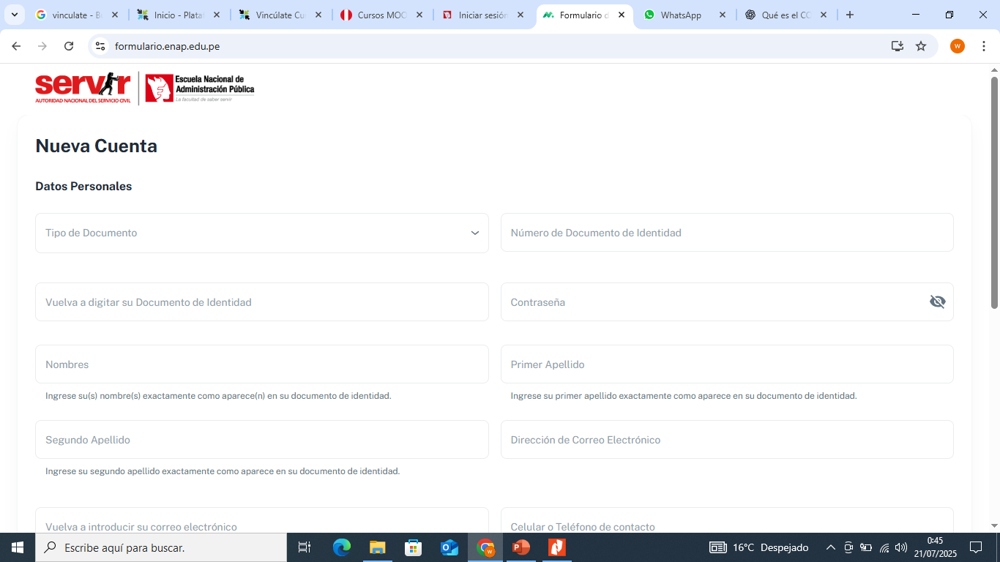 vinculate - B
Inicio - Plata
Vincúlate Cu
Cursos MOO
Iniciar sesión
Formulario d
WhatsApp
Qué es el CC
formulario.enap.edu.pe
W
servir
AUTORIDAD NACIONAL DEL SERVICIO CIVIL
Escuela Nacional de
Administración Pública
La facultad de saber servir
Nueva Cuenta
Datos Personales
Tipo de Documento
Número de Documento de Identidad
Vuelva a digitar su Documento de Identidad
Contraseña
Nombres
Primer Apellido
Ingrese su(s) nombre(s) exactamente como aparece(n) en su documento de identidad.
Ingrese su primer apellido exactamente como aparece en su documento de identidad.
Segundo Apellido
Dirección de Correo Electrónico
Ingrese su segundo apellido exactamente como aparece en su documento de identidad.
Vuelva a introducir su correo electrónico
Celular o Teléfono de contacto
Escribe aquí para buscar.
16°C Despejado
0:45
21/07/2025